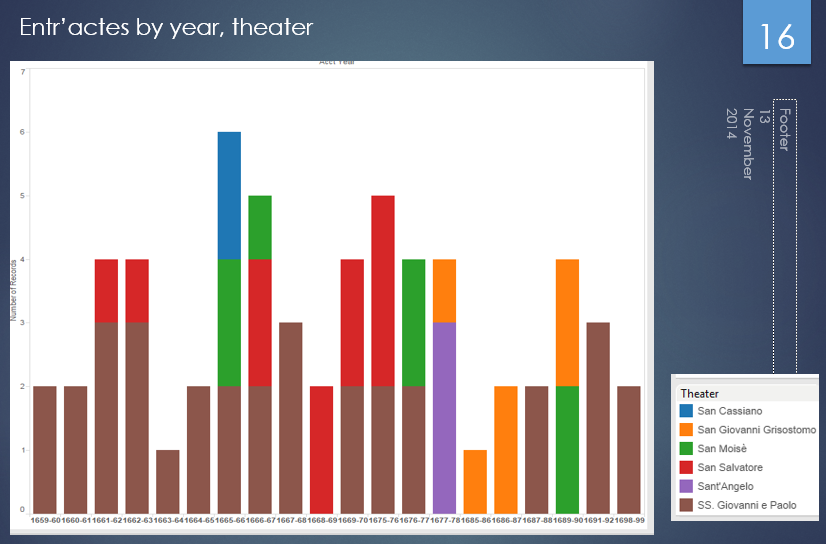 Entr’actes by year, theater
16
Footer
13
November
2014
Acct Year
7
6
5
4
3
2
1
0
Number of Records
1659-60 1660-61 1661-62 1662-63 1663-64 1664-65 1665-66 1666-67 1667-68 1668-69 1669-70 1675-76 1676-77 1677-78 1685-86 1686-87 1687-88 1689-90 1691-92 1698-99
Theater
San Cassiano
San Giovanni Grisostomo
San Moisè
San Salvatore
Sant'Angelo
SS. Giovanni e Paolo